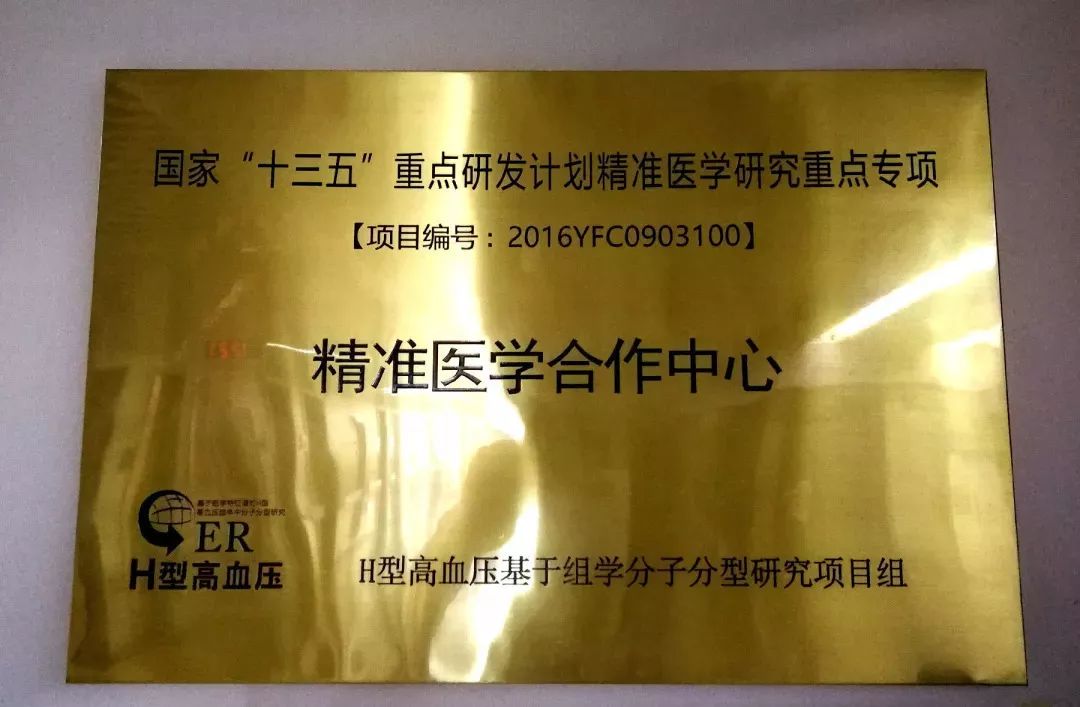 国家“十三五”重点研发计划精准医学研究重点专项
【项目编号：2016YFC0903100】
精准医学合作中心
ER
H型高血压
H型高血压基于组学分子分型研究项目组